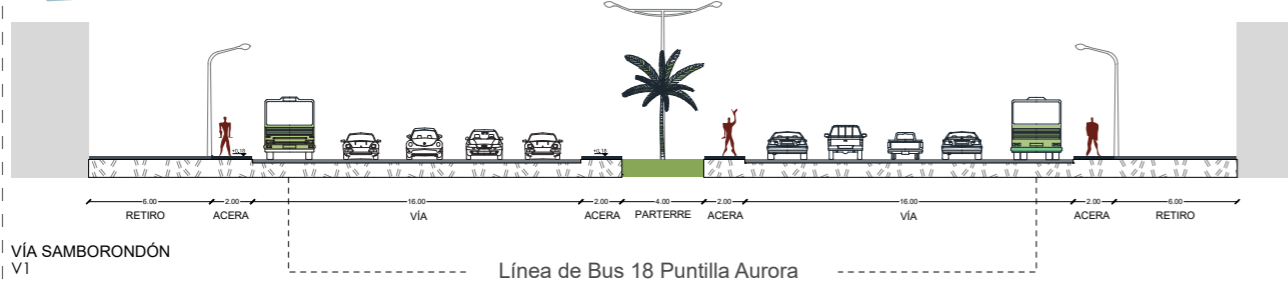 +0.18 +0.18
6.00 2.00 16.00 2.00 4.00 2.00 16.00 2.00 6.00
RETIRO ACERA VÍA ACERA PARTERRE ACERA VÍA ACERA RETIRO
VÍA SAMBORONDÓN
V1
Línea de Bus 18 Puntilla Aurora